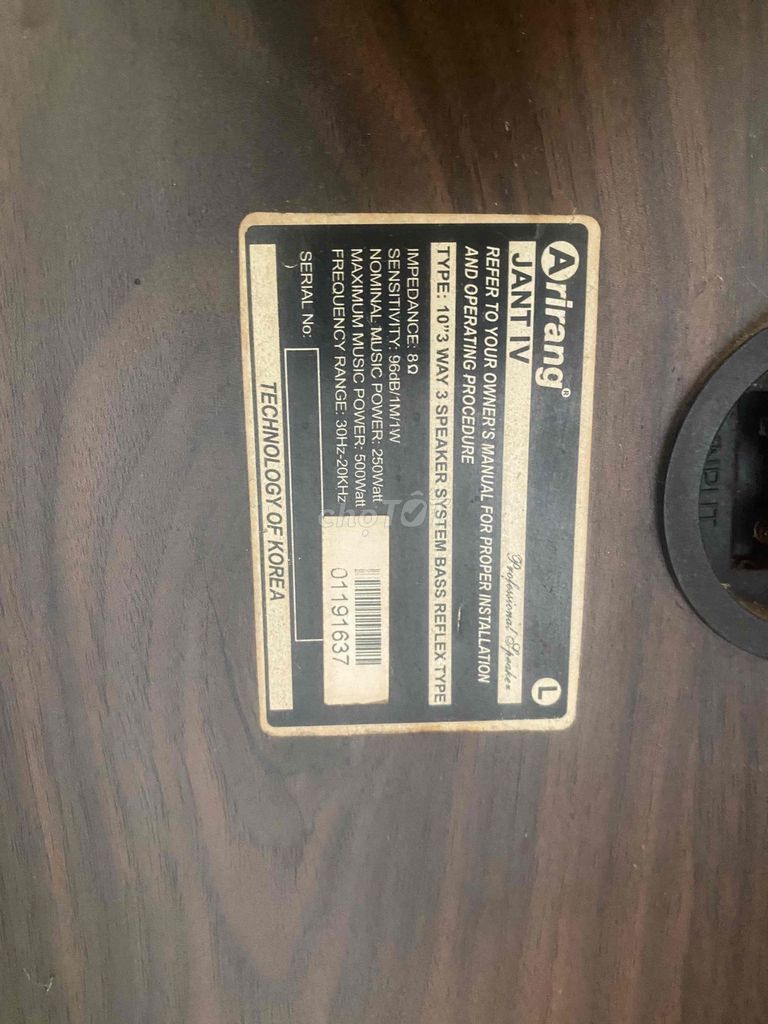 Arirang®
JANT IV
Professional Speaker
L
REFER TO YOUR OWNER'S MANUAL FOR PROPER INSTALLATION
AND OPERATING PROCEDURE
TYPE: 10"3 WAY 3 SPEAKER SYSTEM BASS REFLEX TYPE
IMPEDANCE: 8Ω
SENSITIVITY: 96dB/1M/1W
NOMINAL MUSIC POWER: 250Watt
MAXIMUM MUSIC POWER: 500Watt
FREQUENCY RANGE: 30Hz-20KHz
01191637
SERIAL No:
TECHNOLOGY OF KOREA
INPUT
chợTỐT